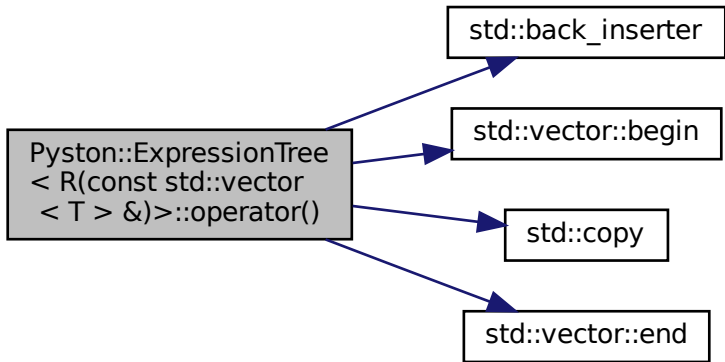 Pyston::ExpressionTree
< R(const std::vector
< T > &)>::operator()
std::back_inserter
std::vector::begin
std::copy
std::vector::end